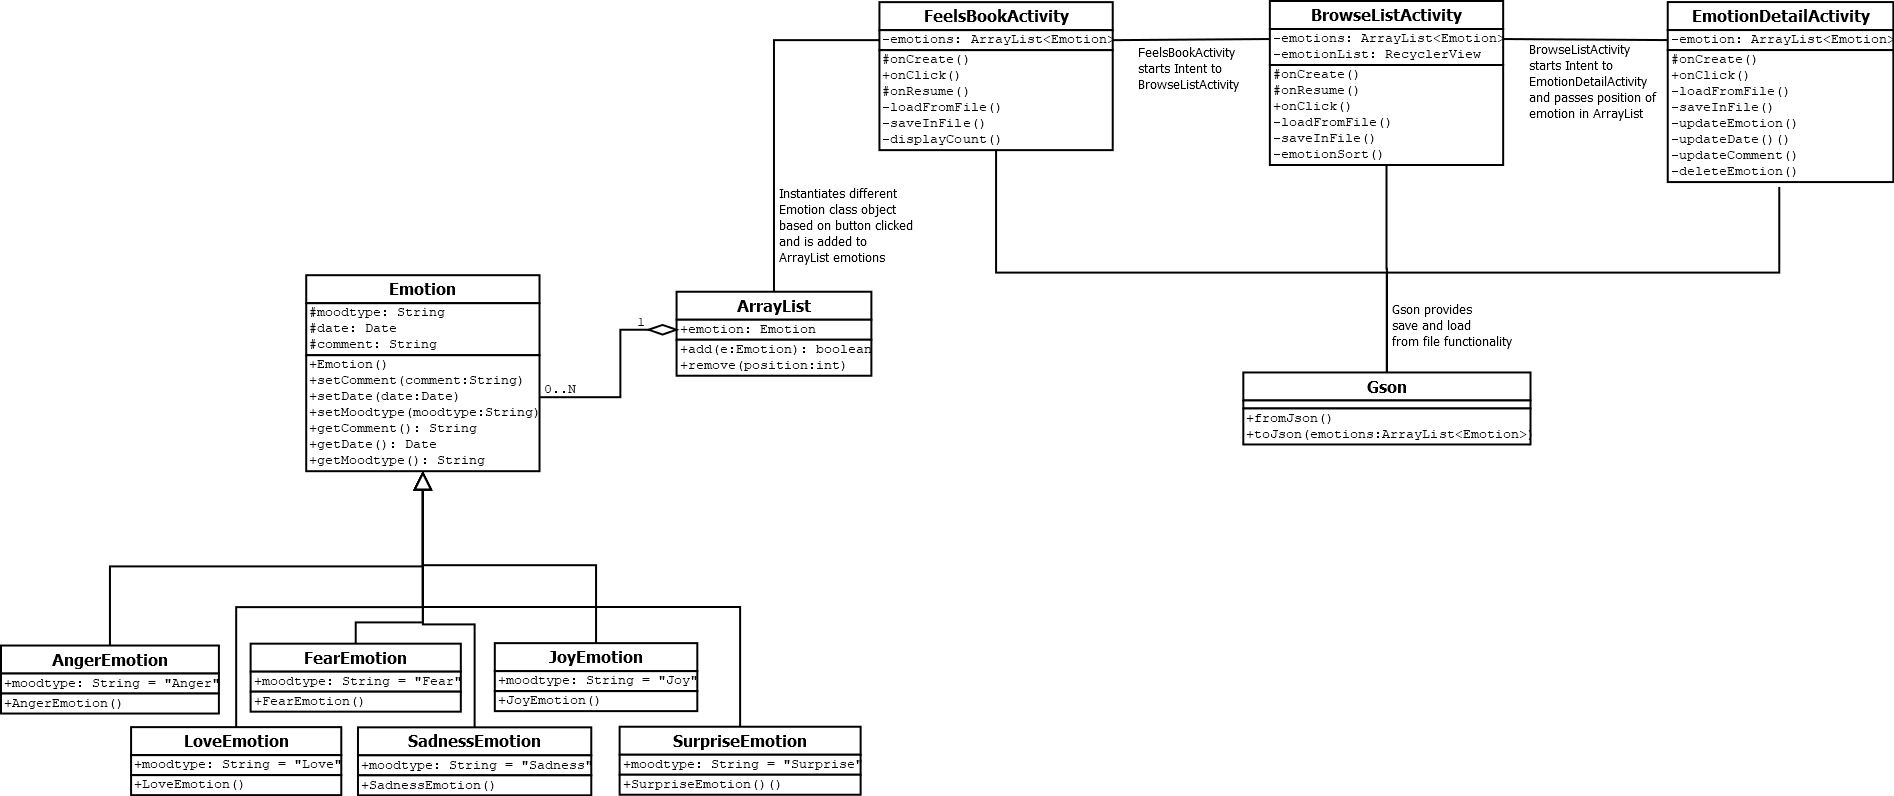 FeelsBookActivity
-emotions: ArrayList<Emotion>
#onCreate()
+onClick()
#onResume()
-loadFromFile()
-saveInFile()
-displayCount()
FeelsBookActivity
starts Intent to
BrowseListActivity
BrowseListActivity
-emotions: ArrayList<Emotion>
-emotionList: RecyclerView
#onCreate()
#onResume()
+onClick()
-loadFromFile()
-saveInFile()
-emotionSort()
BrowseListActivity
starts Intent to
EmotionDetailActivity
and passes position of
emotion in ArrayList
EmotionDetailActivity
-emotion: ArrayList<Emotion>
#onCreate()
+onClick()
-loadFromFile()
-saveInFile()
-updateEmotion()
-updateDate()()
-updateComment()
-deleteEmotion()
Instantiates different
Emotion class object
based on button clicked
and is added to
ArrayList emotions
Emotion
#moodtype: String
#date: Date
#comment: String
+Emotion()
+setComment(comment:String)
+setDate(date:Date)
+setMoodtype(moodtype:String)
+getComment(): String
+getDate(): Date
+getMoodtype(): String
1
0..N
ArrayList
+emotion: Emotion
+add(e:Emotion): boolean
+remove(position:int)
Gson provides
save and load
from file functionality
Gson
+fromJson()
+toJson(emotions:ArrayList<Emotion>)
AngerEmotion
+moodtype: String = "Anger"
+AngerEmotion()
FearEmotion
+moodtype: String = "Fear"
+FearEmotion()
JoyEmotion
+moodtype: String = "Joy"
+JoyEmotion()
LoveEmotion
+moodtype: String = "Love"
+LoveEmotion()
SadnessEmotion
+moodtype: String = "Sadness"
+SadnessEmotion()
SurpriseEmotion
+moodtype: String = "Surprise"
+SurpriseEmotion()()